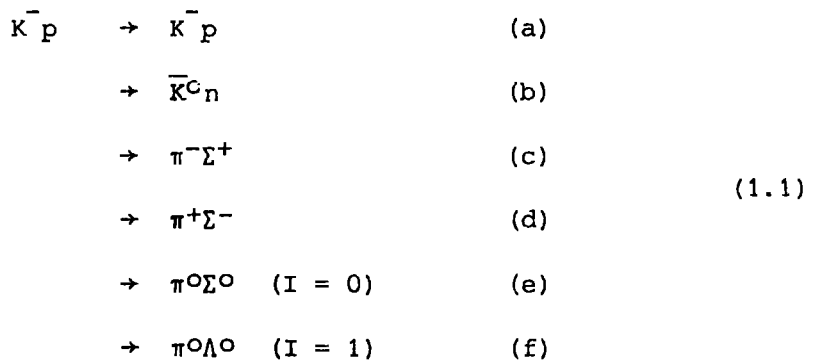 K⁻p → K⁻p (a)
→ K̄⁰n (b)
→ π⁻Σ⁺ (c)
(1.1)
→ π⁺Σ⁻ (d)
→ π⁰Σ⁰ (I = 0) (e)
→ π⁰Λ⁰ (I = 1) (f)